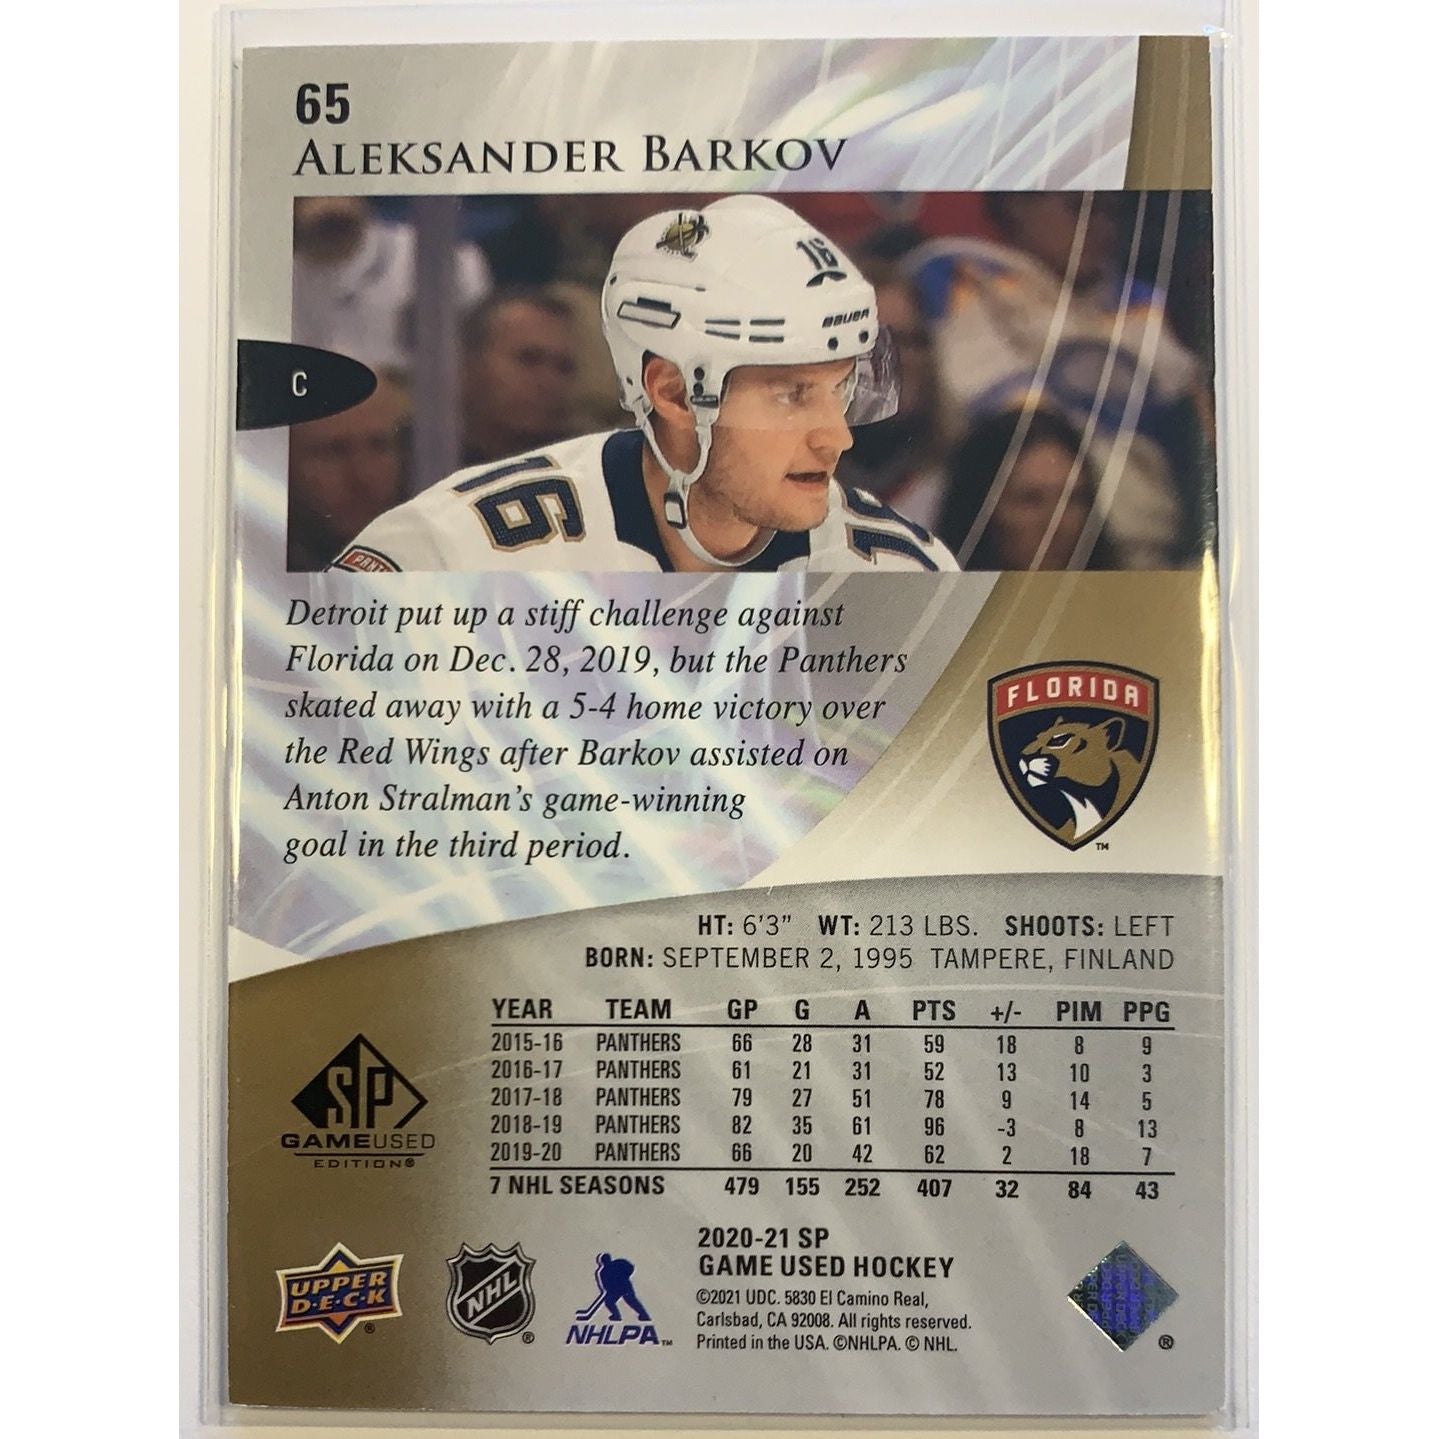 65
ALEKSANDER BARKOV
16
BAUER
C
16
Detroit put up a stiff challenge against
Florida on Dec. 28, 2019, but the Panthers
skated away with a 5-4 home victory over
the Red Wings after Barkov assisted on
Anton Stralman's game-winning
goal in the third period.
FLORIDA
TM
HT: 6'3" WT: 213 LBS. SHOOTS: LEFT
BORN: SEPTEMBER 2, 1995 TAMPERE, FINLAND
YEAR TEAM GP G A PTS +/- PIM PPG
2015-16 PANTHERS 66 28 31 59 18 8 9
2016-17 PANTHERS 61 21 31 52 13 10 3
2017-18 PANTHERS 79 27 51 78 9 14 5
2018-19 PANTHERS 82 35 61 96 -3 8 13
2019-20 PANTHERS 66 20 42 62 2 18 7
7 NHL SEASONS 479 155 252 407 32 84 43
SP
GAMEUSED
EDITION®
2020-21 SP
GAME USED HOCKEY
©2021 UDC. 5830 El Camino Real,
Carlsbad, CA 92008. All rights reserved.
Printed in the USA. ©NHLPA. © NHL.
UPPER
D·E·C·K
®
NHL
®
NHLPA™
®